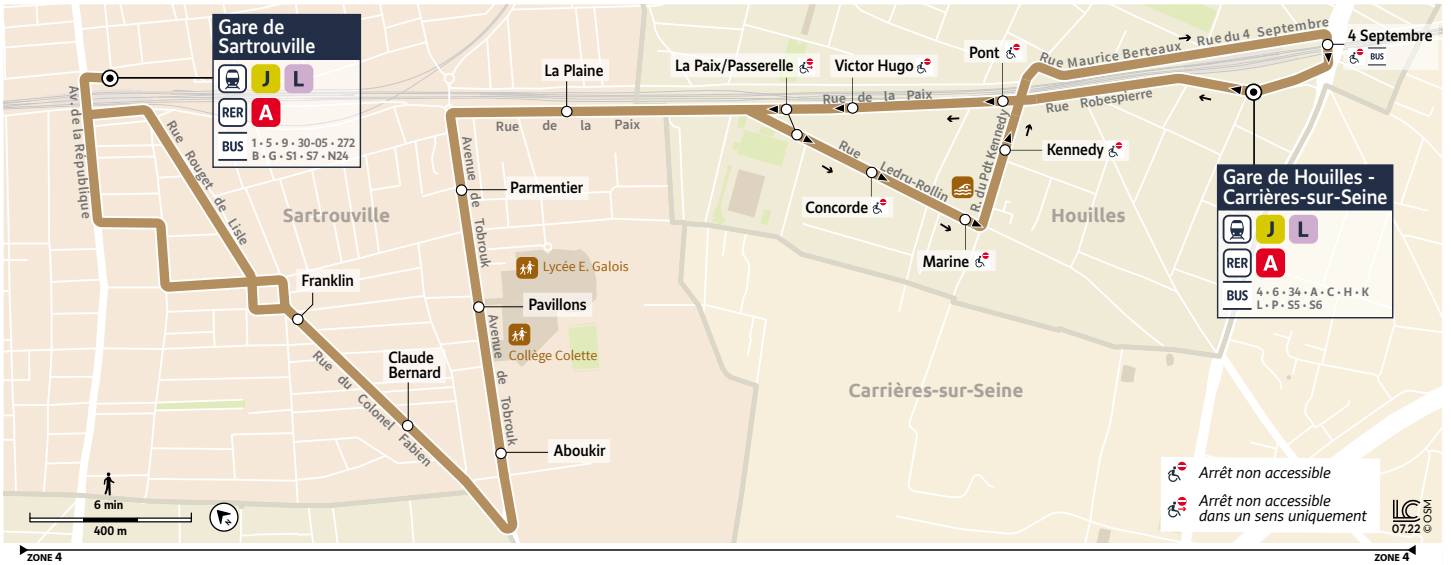 Gare de
Sartrouville
J L
RER A
BUS 1 • 5 • 9 • 30-05 • 272
B • G • S1 • S7 • N24
Av. de la République
Rue Rouget de Lisle
Sartrouville
Franklin
Claude
Bernard
Rue du Colonel Fabien
La Plaine
Rue de la Paix
Avenue de Tobrouk
Parmentier
Lycée E. Galois
Pavillons
Collège Colette
Avenue de Tobrouk
Aboukir
La Paix/Passerelle
Victor Hugo
Pont
Rue de la Paix
Rue Maurice Berteaux
Rue du 4 Septembre
4 Septembre
BUS
Rue Robespierre
Rue Ledru-Rollin
R. du Pdt Kennedy
Kennedy
Concorde
Marine
Houilles
Gare de Houilles -
Carrières-sur-Seine
J L
RER A
BUS 4 • 6 • 34 • A • C • H • K
L • P • S5 • S6
Carrières-sur-Seine
6 min
400 m
N
Arrêt non accessible
Arrêt non accessible
dans un sens uniquement
LC
07.22
© OSM
ZONE 4
ZONE 4